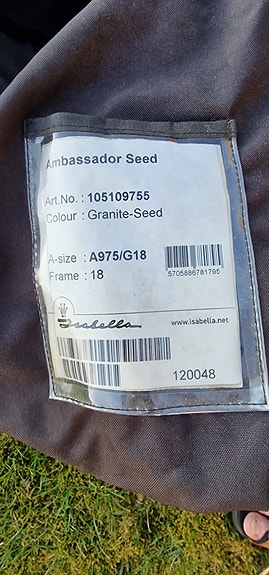 Ambassador Seed
Art.No. : 105109755
Colour : Granite-Seed
A-size : A975/G18
Frame : 18
5705886781795
Isabella
www.isabella.net
120048